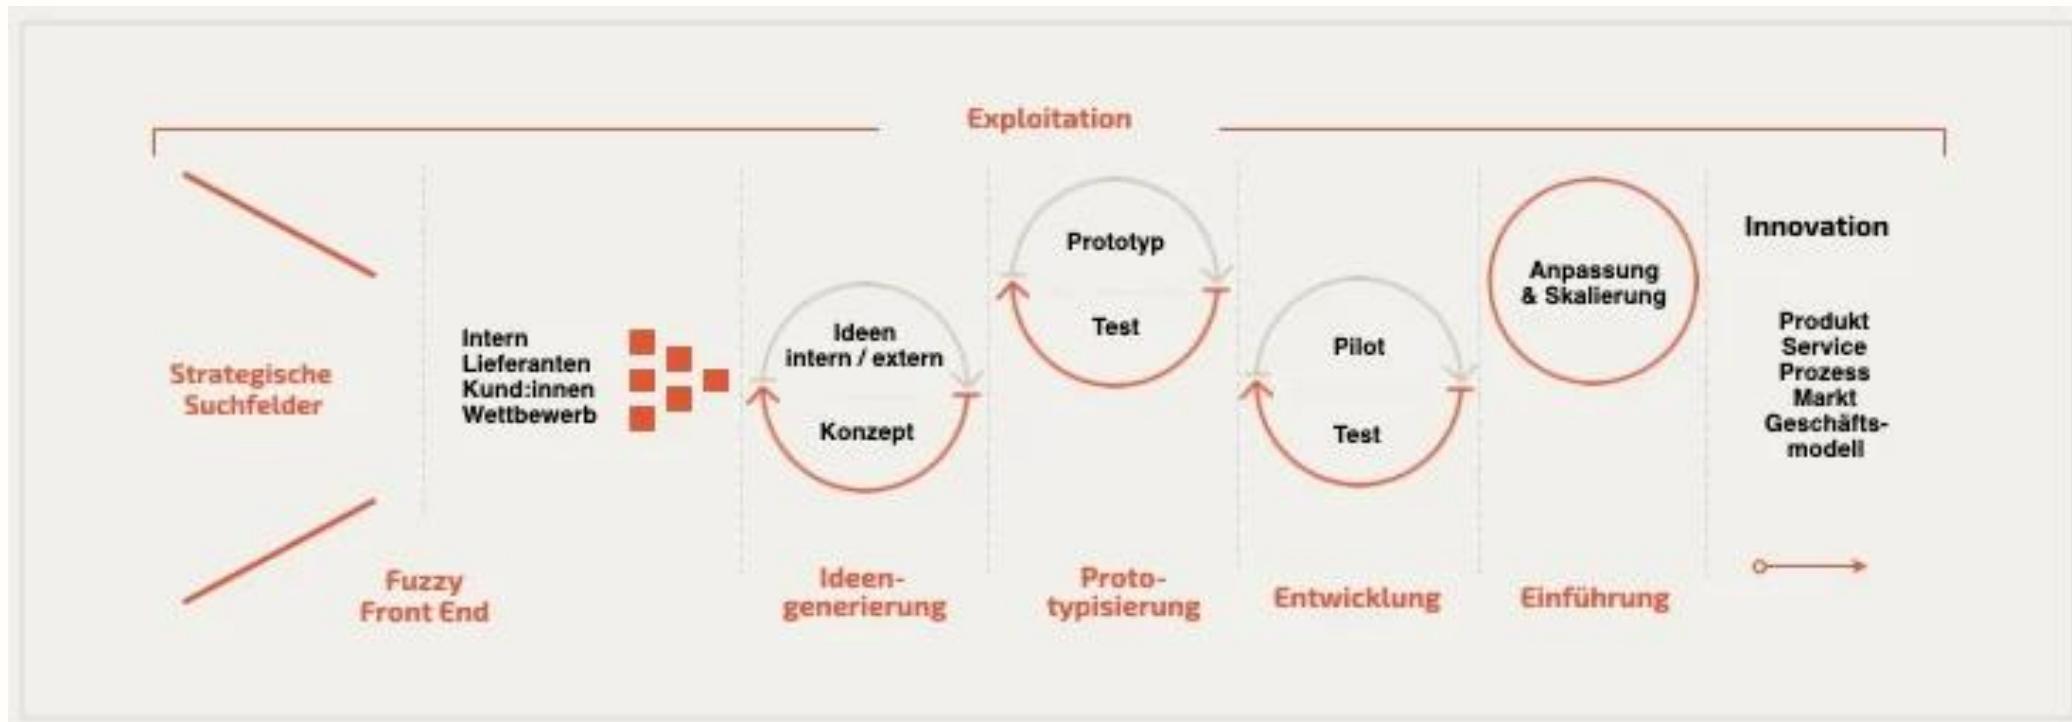 Exploitation
Strategische
Suchfelder
Fuzzy
Front End
Intern
Lieferanten
Kund:innen
Wettbewerb
Ideen
intern / extern
Konzept
Ideen-
generierung
Prototyp
Test
Proto-
typisierung
Pilot
Test
Entwicklung
Anpassung
& Skalierung
Einführung
Innovation
Produkt
Service
Prozess
Markt
Geschäfts-
modell